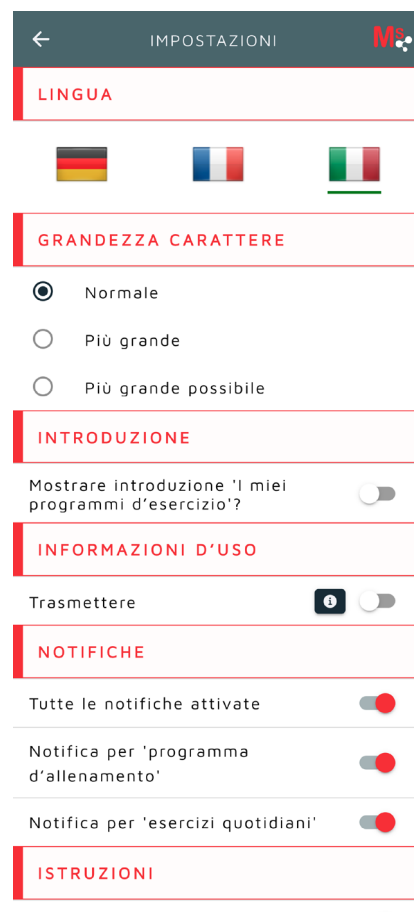 IMPOSTAZIONI
Ms
LINGUA
GRANDEZZA CARATTERE
Normale
Più grande
Più grande possibile
INTRODUZIONE
Mostrare introduzione 'I miei
programmi d’esercizio'?
INFORMAZIONI D’USO
Trasmettere
NOTIFICHE
Tutte le notifiche attivate
Notifica per 'programma
d’allenamento'
Notifica per 'esercizi quotidiani'
ISTRUZIONI